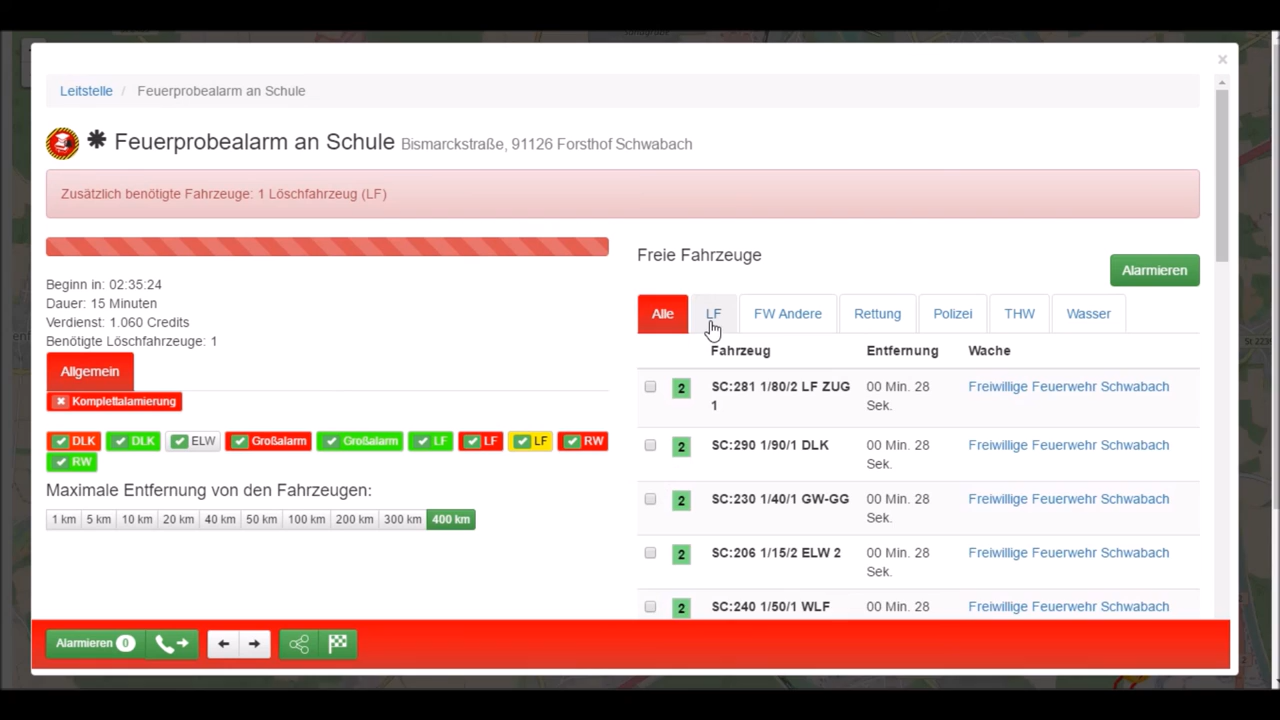 ×
Leitstelle / Feuerprobealarm an Schule
Feuerprobealarm an Schule Bismarckstraße, 91126 Forsthof Schwabach
Zusätzlich benötigte Fahrzeuge: 1 Löschfahrzeug (LF)
Beginn in: 02:35:24
Dauer: 15 Minuten
Verdienst: 1.060 Credits
Benötigte Löschfahrzeuge: 1
Allgemein
Komplettalamierung
DLK DLK ELW Großalarm Großalarm LF LF LF RW
RW
Maximale Entfernung von den Fahrzeugen:
1 km 5 km 10 km 20 km 40 km 50 km 100 km 200 km 300 km 400 km
Freie Fahrzeuge
Alarmieren
Alle LF FW Andere Rettung Polizei THW Wasser
Fahrzeug Entfernung Wache
2 SC:281 1/80/2 LF ZUG 00 Min. 28 Freiwillige Feuerwehr Schwabach
1 Sek.
2 SC:290 1/90/1 DLK 00 Min. 28 Freiwillige Feuerwehr Schwabach
Sek.
2 SC:230 1/40/1 GW-GG 00 Min. 28 Freiwillige Feuerwehr Schwabach
Sek.
2 SC:206 1/15/2 ELW 2 00 Min. 28 Freiwillige Feuerwehr Schwabach
Sek.
2 SC:240 1/50/1 WLF 00 Min. 28 Freiwillige Feuerwehr Schwabach
Alarmieren 0